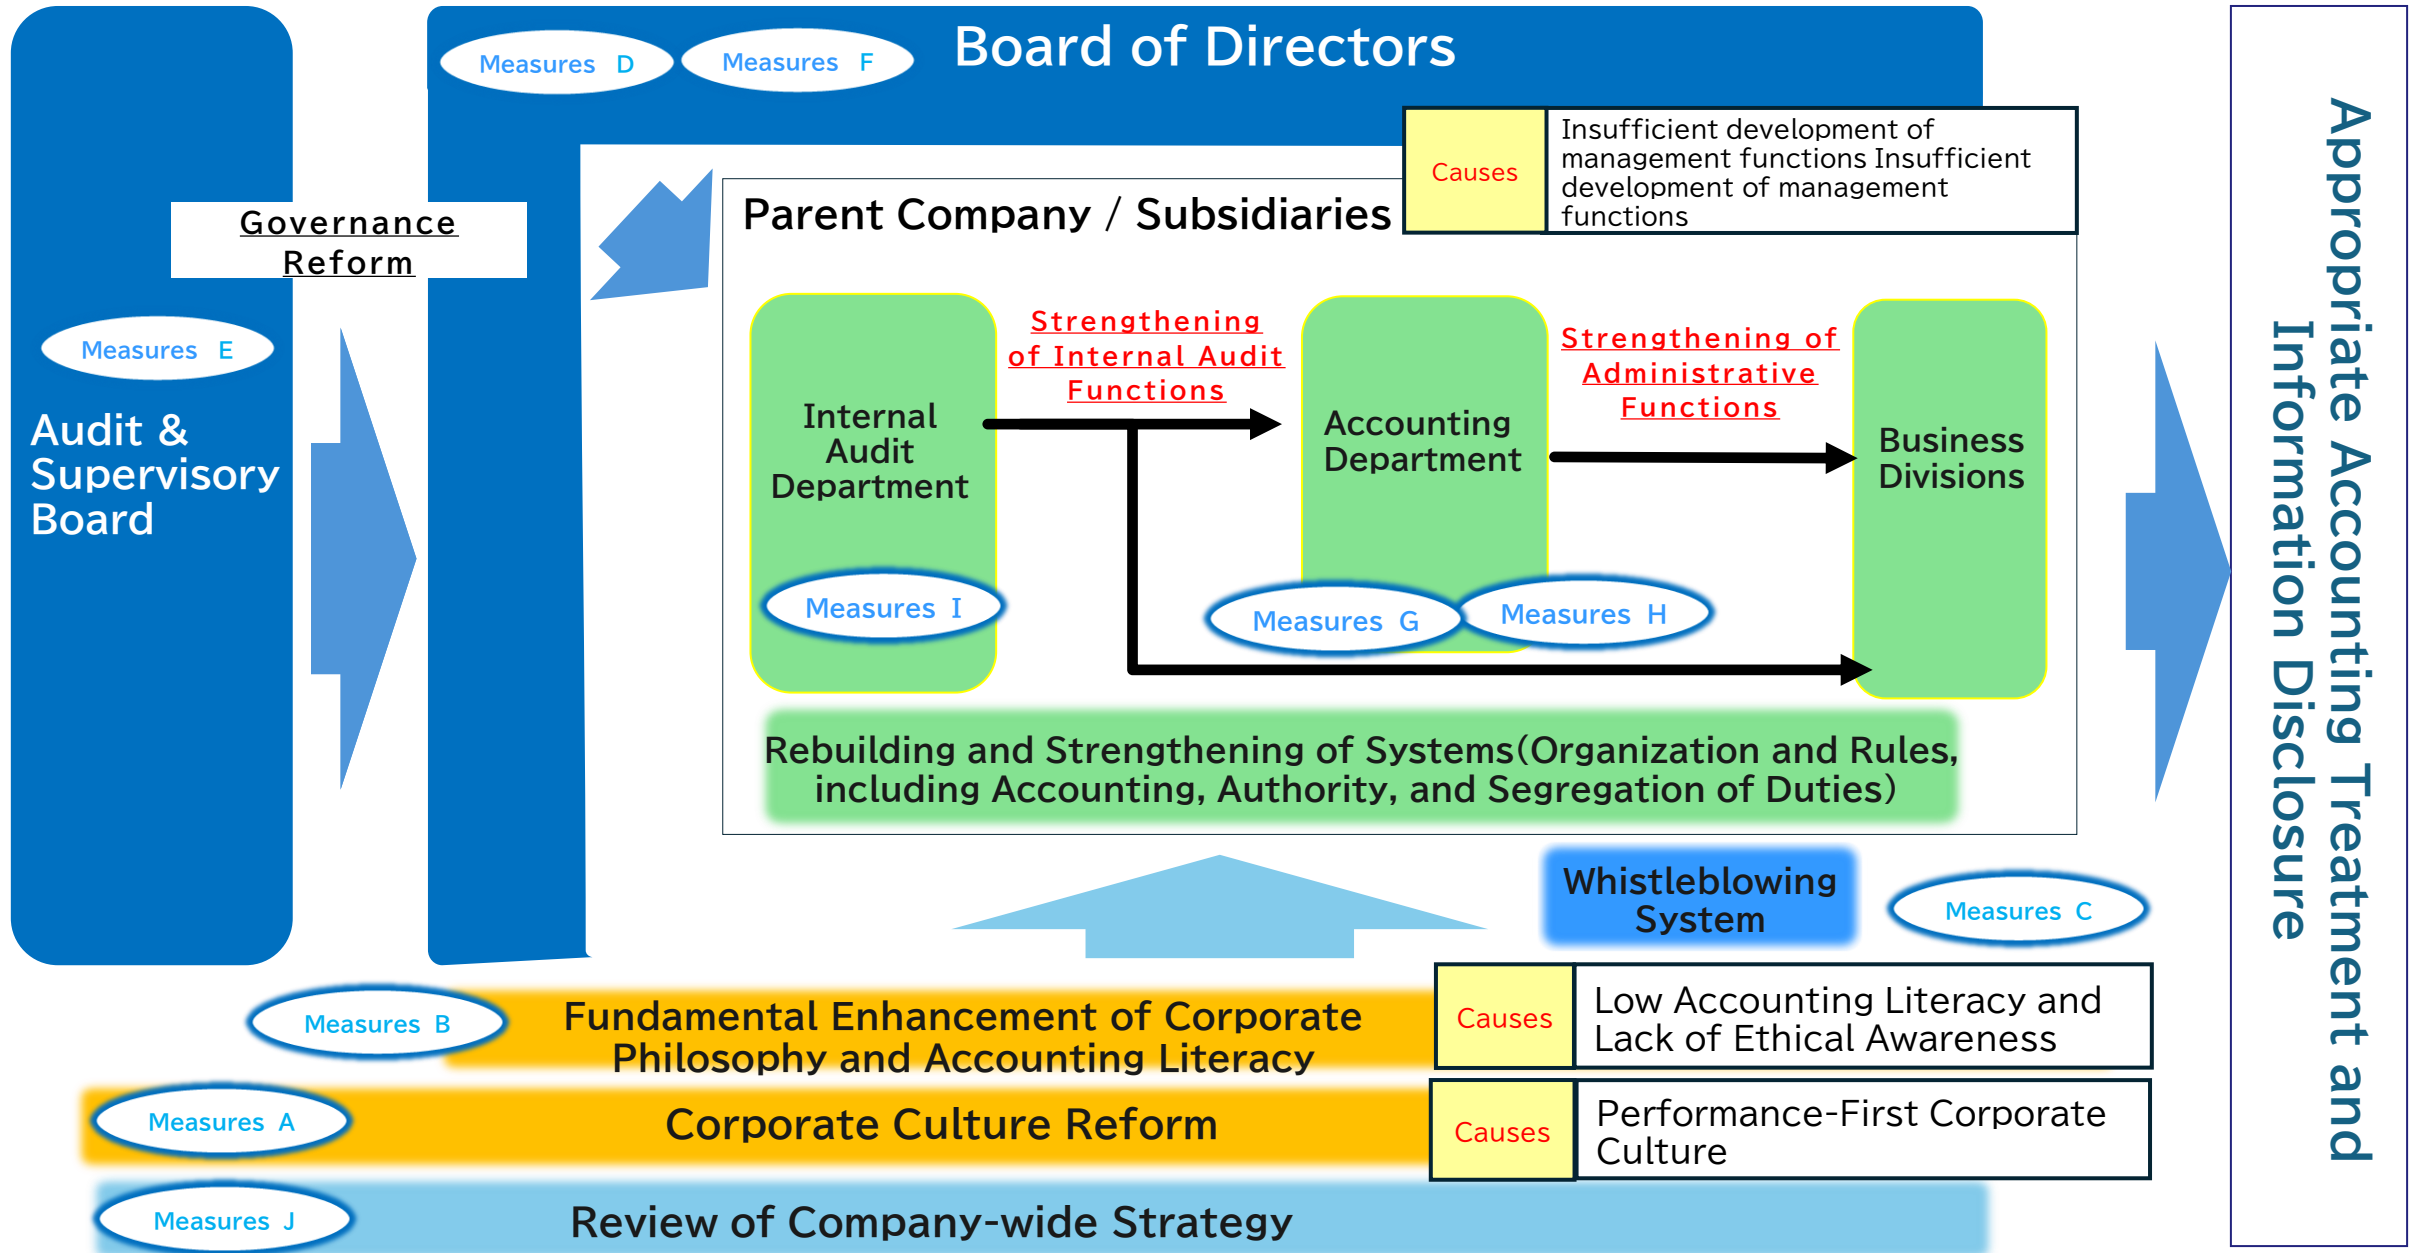 Board of Directors
Measures D
Measures F
Causes
Insufficient development of
management functions Insufficient
development of management
functions
Governance
Reform
Parent Company / Subsidiaries
Measures E
Audit &
Supervisory
Board
Strengthening
of Internal Audit
Functions
Strengthening of
Administrative
Functions
Internal
Audit
Department
Accounting
Department
Business
Divisions
Measures I
Measures G
Measures H
Rebuilding and Strengthening of Systems(Organization and Rules,
including Accounting, Authority, and Segregation of Duties)
Whistleblowing
System
Measures C
Measures B
Fundamental Enhancement of Corporate
Philosophy and Accounting Literacy
Causes
Low Accounting Literacy and
Lack of Ethical Awareness
Measures A
Corporate Culture Reform
Causes
Performance-First Corporate
Culture
Measures J
Review of Company-wide Strategy
Appropriate Accounting Treatment and
Information Disclosure